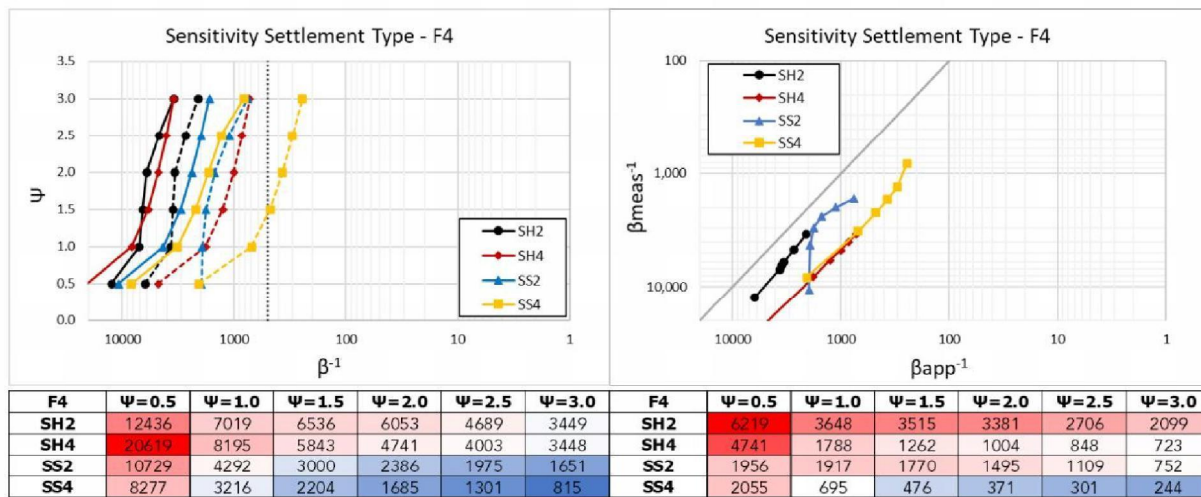 Sensitivity Settlement Type - F4
3.5
3.0
2.5
2.0
1.5
1.0
0.5
0.0
Ψ
10000 1000 100 10 1
β⁻¹
SH2
SH4
SS2
SS4
Sensitivity Settlement Type - F4
100
1,000
10,000
βmeas⁻¹
10000 1000 100 10 1
βapp⁻¹
SH2
SH4
SS2
SS4
F4 Ψ=0.5 Ψ=1.0 Ψ=1.5 Ψ=2.0 Ψ=2.5 Ψ=3.0
SH2 12436 7019 6536 6053 4689 3449
SH4 20619 8195 5843 4741 4003 3448
SS2 10729 4292 3000 2386 1975 1651
SS4 8277 3216 2204 1685 1301 815
F4 Ψ=0.5 Ψ=1.0 Ψ=1.5 Ψ=2.0 Ψ=2.5 Ψ=3.0
SH2 6219 3648 3515 3381 2706 2099
SH4 4741 1788 1262 1004 848 723
SS2 1956 1917 1770 1495 1109 752
SS4 2055 695 476 371 301 244